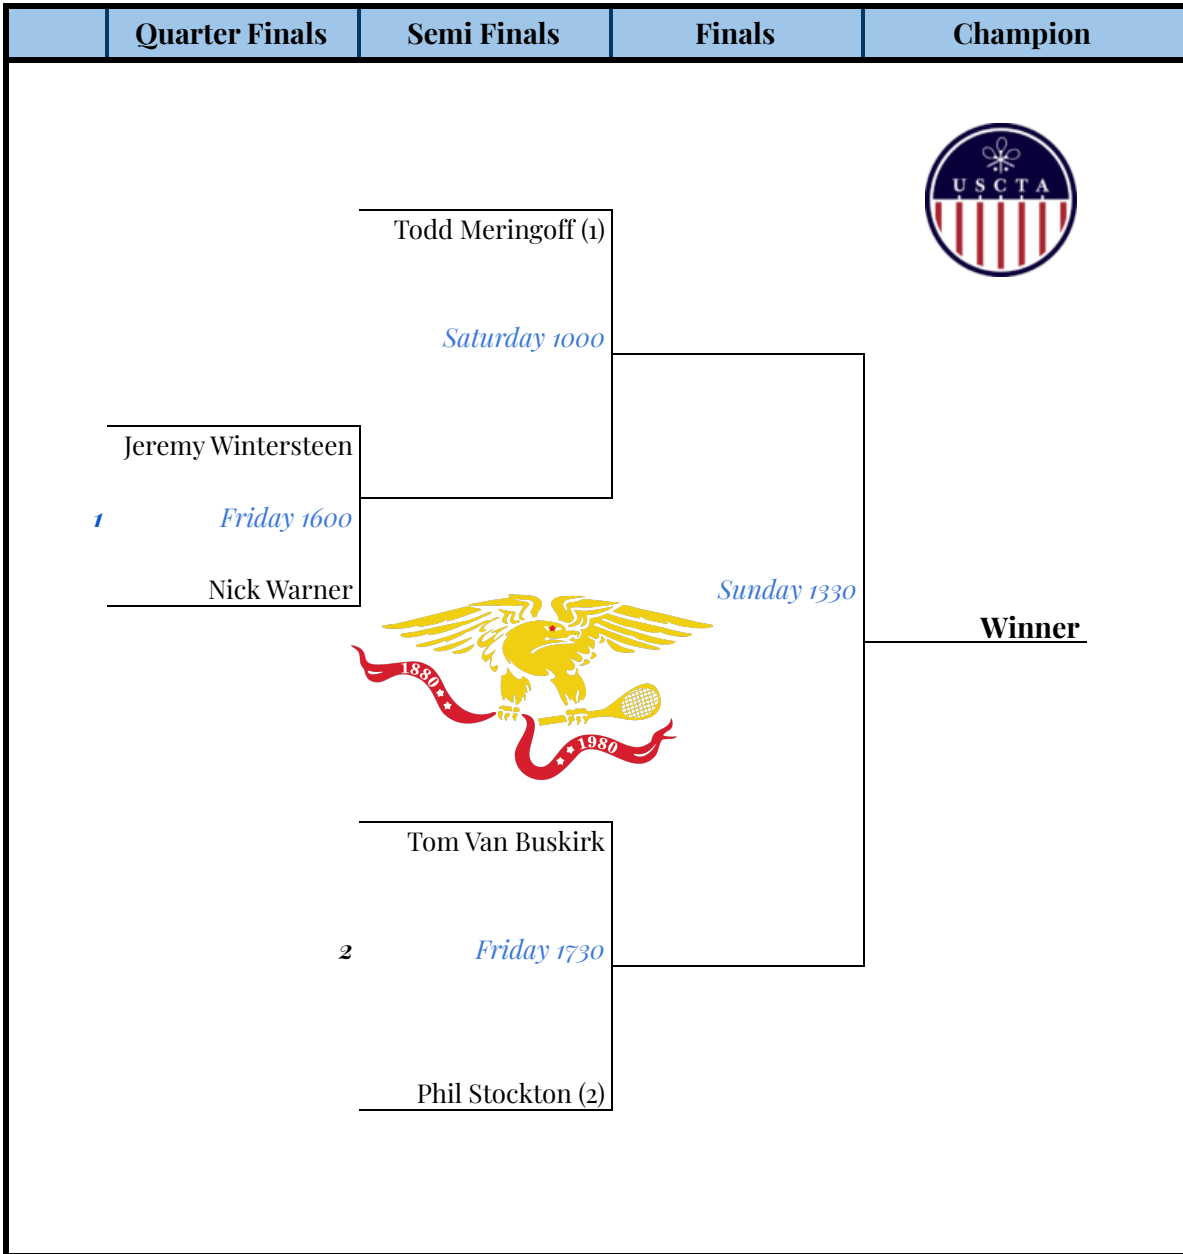 Quarter Finals Semi Finals Finals Champion
USCTA
Todd Meringoff (1)
Saturday 1000
Jeremy Wintersteen
1 Friday 1600
Nick Warner
Sunday 1330
Winner
1880
1980
Tom Van Buskirk
2 Friday 1730
Phil Stockton (2)